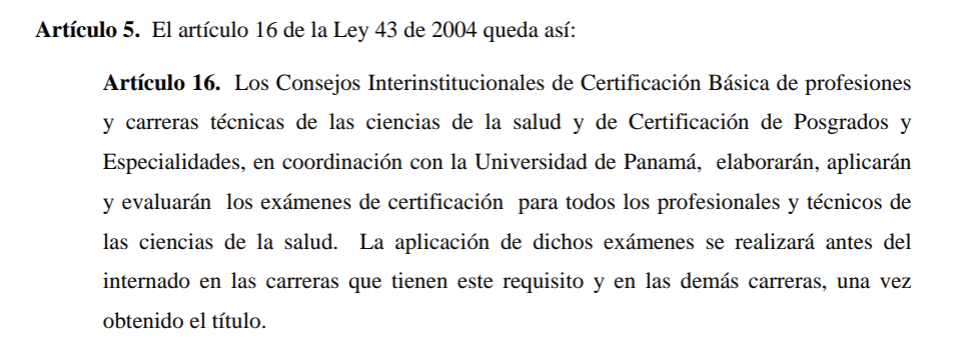 Artículo 5. El artículo 16 de la Ley 43 de 2004 queda así:
Artículo 16. Los Consejos Interinstitucionales de Certificación Básica de profesiones
y carreras técnicas de las ciencias de la salud y de Certificación de Posgrados y
Especialidades, en coordinación con la Universidad de Panamá, elaborarán, aplicarán
y evaluarán los exámenes de certificación para todos los profesionales y técnicos de
las ciencias de la salud. La aplicación de dichos exámenes se realizará antes del
internado en las carreras que tienen este requisito y en las demás carreras, una vez
obtenido el título.